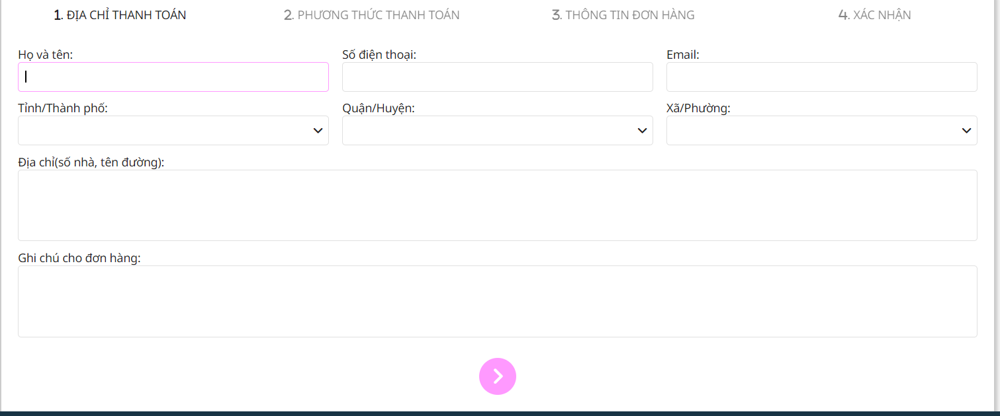 1. ĐỊA CHỈ THANH TOÁN 2. PHƯƠNG THỨC THANH TOÁN 3. THÔNG TIN ĐƠN HÀNG 4. XÁC NHẬN
Họ và tên: Số điện thoại: Email:
Tỉnh/Thành phố: Quận/Huyện: Xã/Phường:
Địa chỉ(số nhà, tên đường):
Ghi chú cho đơn hàng: